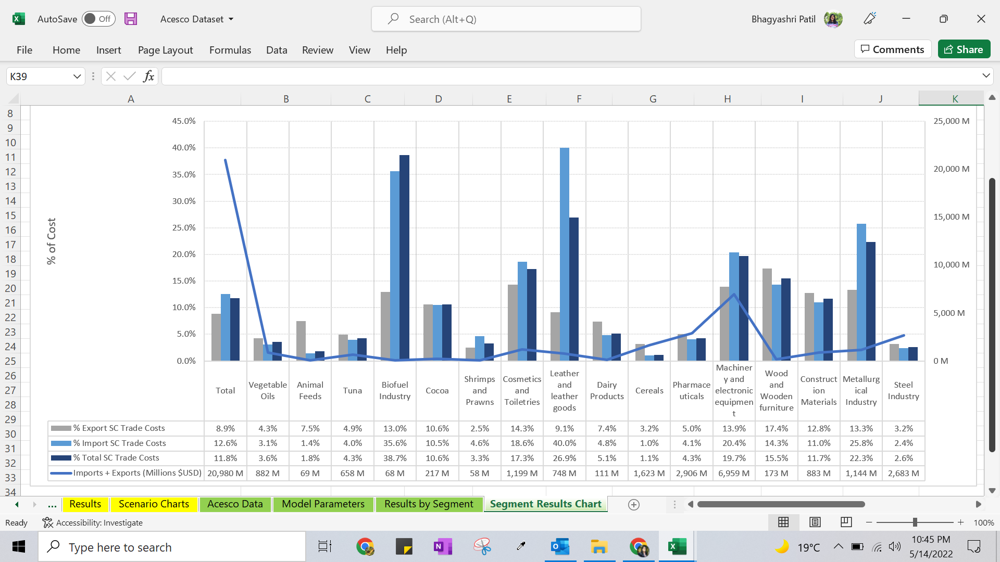 AutoSave Off Acesco Dataset Search (Alt+Q) Bhagyashri Patil
File Home Insert Page Layout Formulas Data Review View Help Comments Share
K39 fx
A B C D E F G H I J K
8
9
10
11
12
13
14
15
16
17
18
19
20
21
22
23
24
25
26
27
28
29
30
31
32
33
34
% of Cost
45.0%
40.0%
35.0%
30.0%
25.0%
20.0%
15.0%
10.0%
5.0%
0.0%
25,000 M
20,000 M
15,000 M
10,000 M
5,000 M
0 M
Total
Vegetable
Oils
Animal
Feeds
Tuna
Biofuel
Industry
Cocoa
Shrimps
and
Prawns
Cosmetics
and
Toiletries
Leather
and
leather
goods
Dairy
Products
Cereals
Pharmace
uticals
Machiner
y and
electronic
equipmen
t
Wood
and
Wooden
furniture
Construct
ion
Materials
Metallurg
ical
Industry
Steel
Industry
% Export SC Trade Costs 8.9% 4.3% 7.5% 4.9% 13.0% 10.6% 2.5% 14.3% 9.1% 7.4% 3.2% 5.0% 13.9% 17.4% 12.8% 13.3% 3.2%
% Import SC Trade Costs 12.6% 3.1% 1.4% 4.0% 35.6% 10.5% 4.6% 18.6% 40.0% 4.8% 1.0% 4.1% 20.4% 14.3% 11.0% 25.8% 2.4%
% Total SC Trade Costs 11.8% 3.6% 1.8% 4.3% 38.7% 10.6% 3.3% 17.3% 26.9% 5.1% 1.1% 4.3% 19.7% 15.5% 11.7% 22.3% 2.6%
Imports + Exports (Millions $USD) 20,980 M 882 M 69 M 658 M 68 M 217 M 58 M 1,199 M 748 M 111 M 1,623 M 2,906 M 6,959 M 173 M 883 M 1,144 M 2,683 M
... Results Scenario Charts Acesco Data Model Parameters Results by Segment Segment Results Chart
Ready Accessibility: Investigate 100%
Type here to search 19°C 10:45 PM
5/14/2022